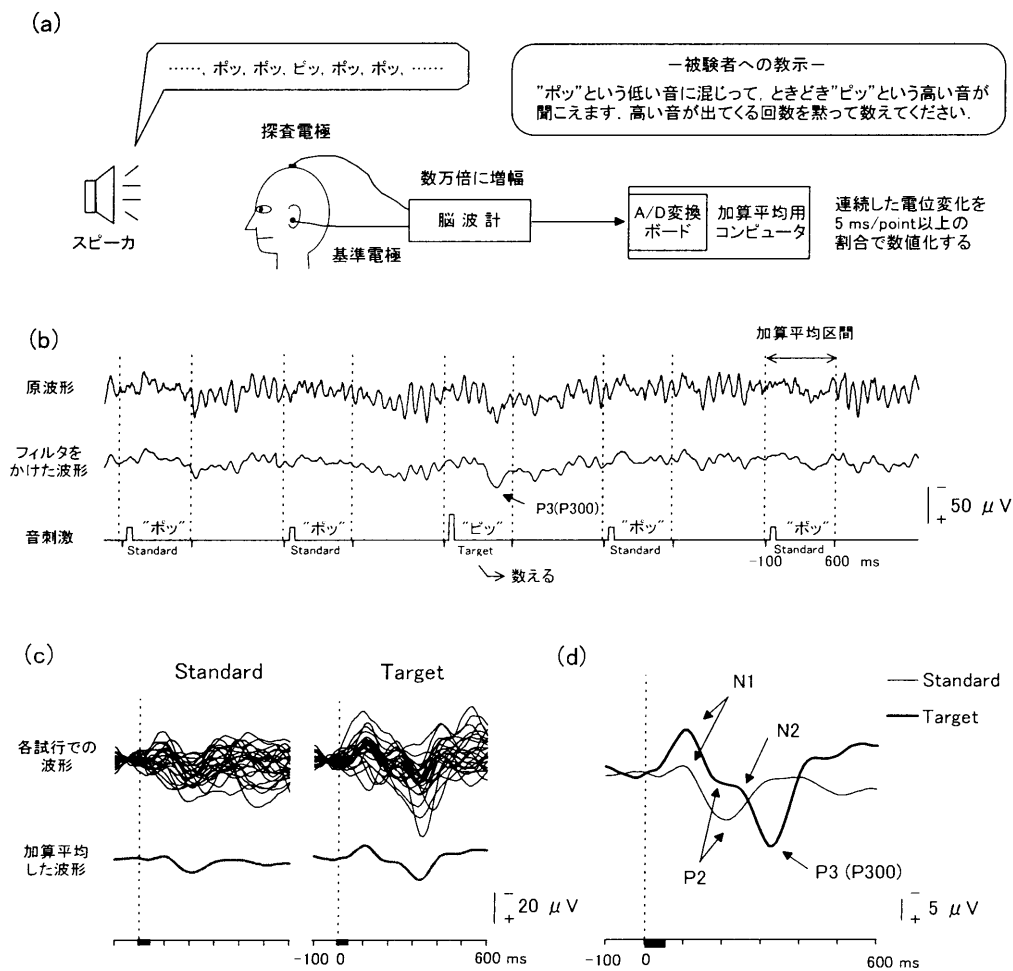 (a)
……, ポッ, ポッ, ピッ, ポッ, ポッ, ……
－被験者への教示－
"ポッ"という低い音に混じって, ときどき"ピッ"という高い音が
聞こえます. 高い音が出てくる回数を黙って数えてください.
探査電極
数万倍に増幅
スピーカ
脳波計
基準電極
A/D変換
ボード
加算平均用
コンピュータ
連続した電位変化を
5 ms/point以上の
割合で数値化する
(b)
加算平均区間
原波形
フィルタを
かけた波形
P3(P300)
－
+
50 μV
音刺激
"ポッ"
"ポッ"
"ピッ"
"ポッ"
"ポッ"
Standard
Standard
Target
Standard
Standard
数える
-100
600 ms
(c)
Standard
Target
各試行での
波形
加算平均
した波形
－
+
20 μV
-100
0
600 ms
(d)
N1
N2
Standard
Target
P2
P3 (P300)
－
+
5 μV
-100
0
600 ms